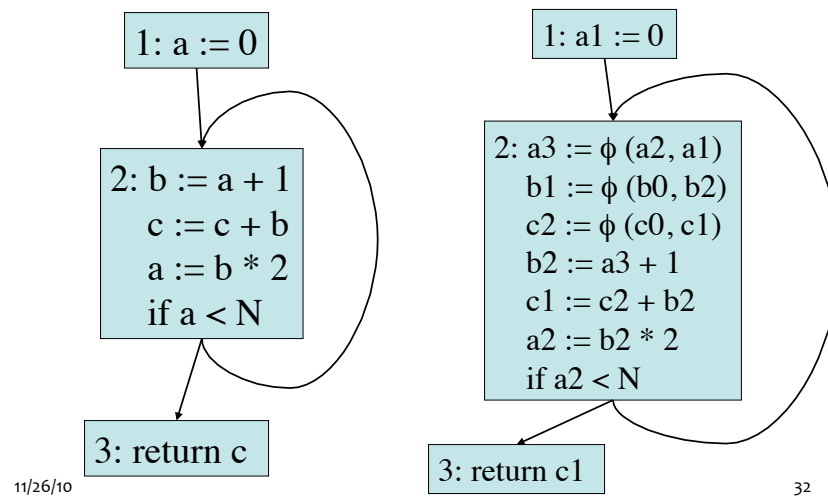 1: a := 0
2: b := a + 1
c := c + b
a := b * 2
if a < N
3: return c
1: a1 := 0
2: a3 := ϕ (a2, a1)
b1 := ϕ (b0, b2)
c2 := ϕ (c0, c1)
b2 := a3 + 1
c1 := c2 + b2
a2 := b2 * 2
if a2 < N
3: return c1
11/26/10
32